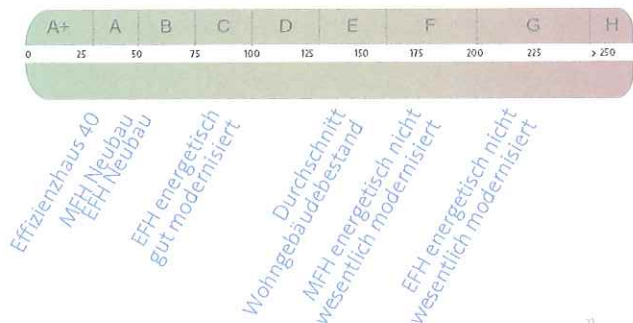 A+ A B C D E F G H
0 25 50 75 100 125 150 175 200 225 > 250
Effizienzhaus 40
MFH Neubau
EFH Neubau
EFH energetisch
gut modernisiert
Durchschnitt
Wohngebäudebestand
MFH energetisch nicht
wesentlich modernisiert
EFH energetisch nicht
wesentlich modernisiert